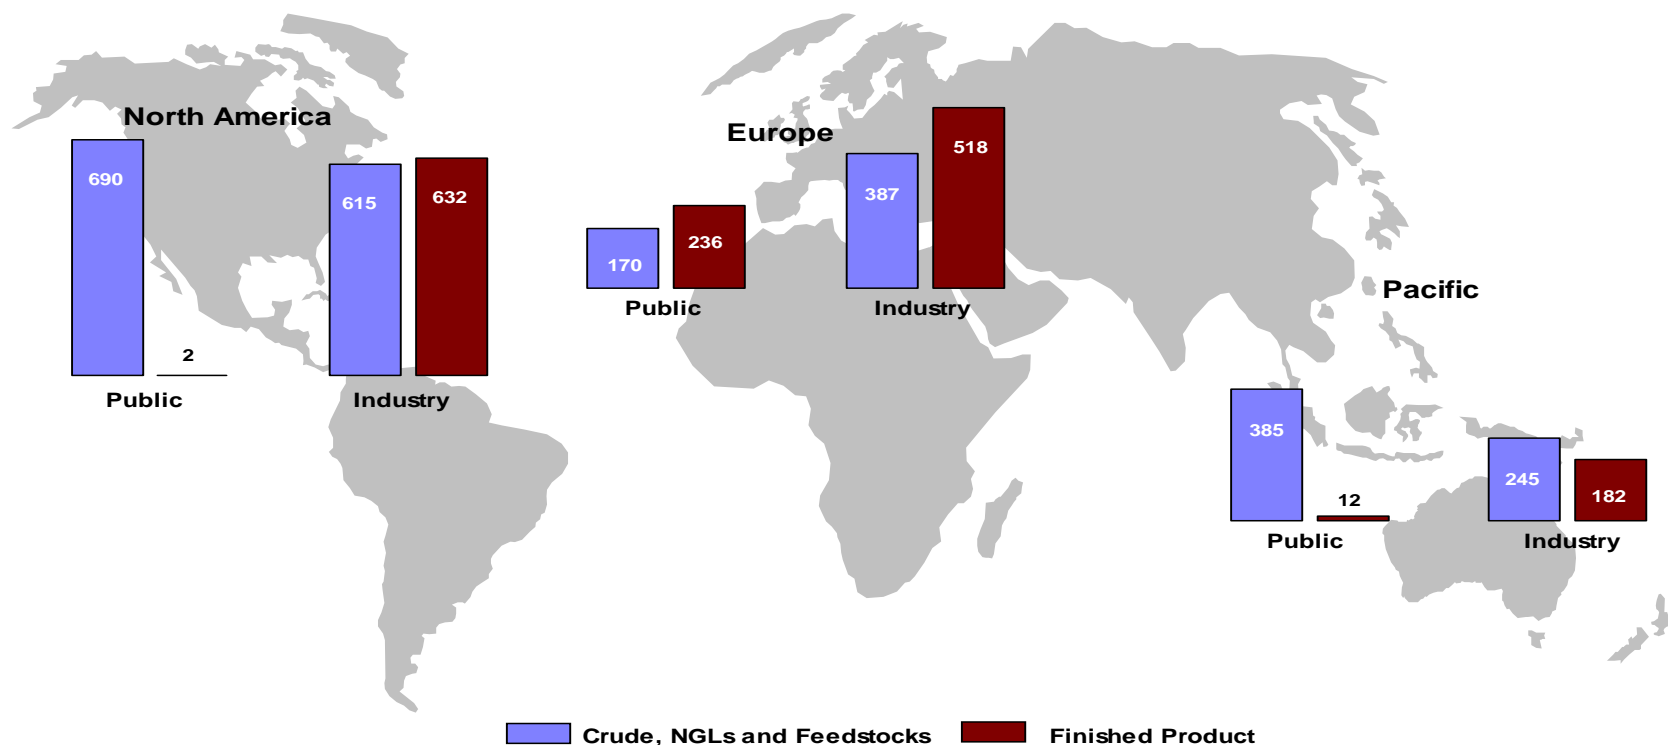 North America
690
2
615
632
Public
Industry
Europe
170
236
387
518
Public
Industry
Pacific
385
12
245
182
Public
Industry
Crude, NGLs and Feedstocks
Finished Product